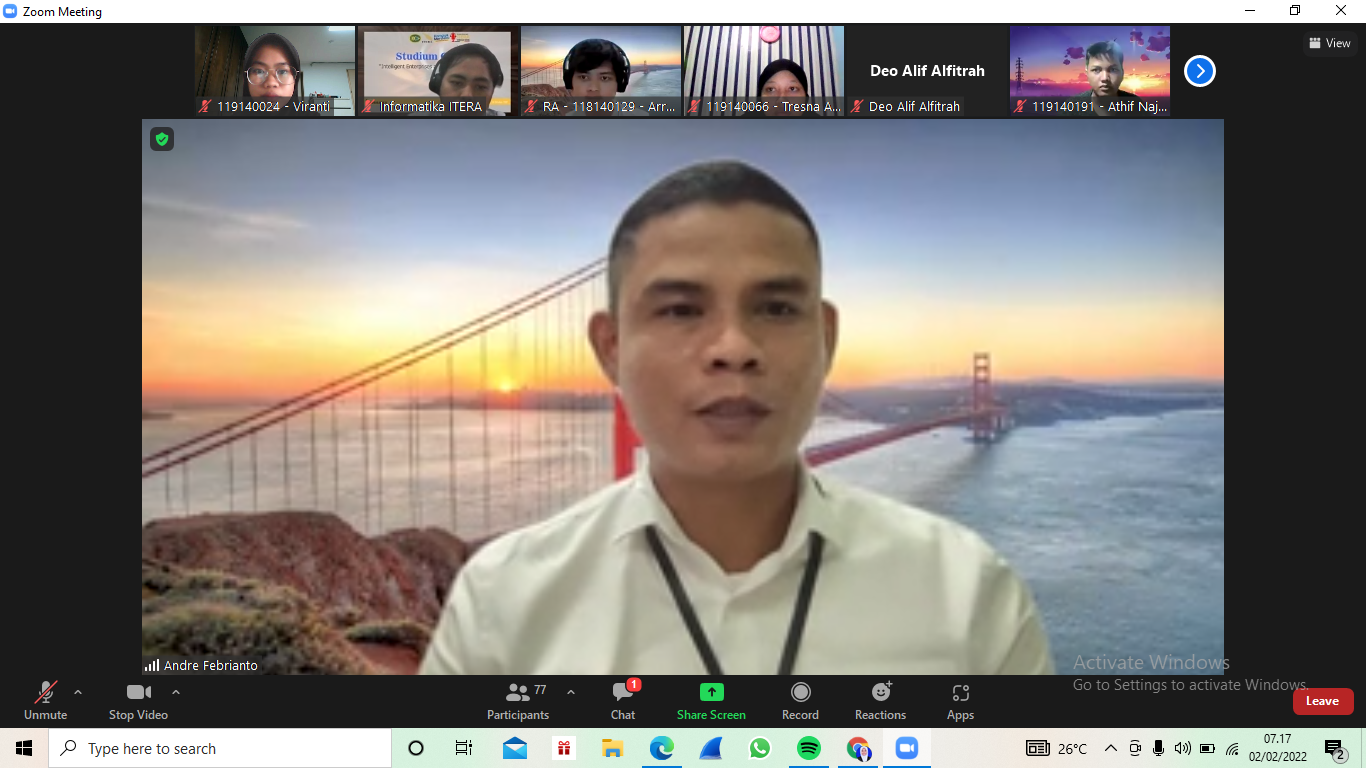 Zoom Meeting
View
Studium
"Intelligent Enterprises
119140024 - Viranti
Informatika ITERA
RA - 118140129 - Arr...
119140066 - Tresna A...
Deo Alif Alfitrah
Deo Alif Alfitrah
119140191 - Athif Naj...
Andre Febrianto
Activate Windows
Go to Settings to activate Windows.
Unmute
Stop Video
77
Participants
1
Chat
Share Screen
Record
Reactions
Apps
Leave
Type here to search
26°C
07.17
02/02/2022
2